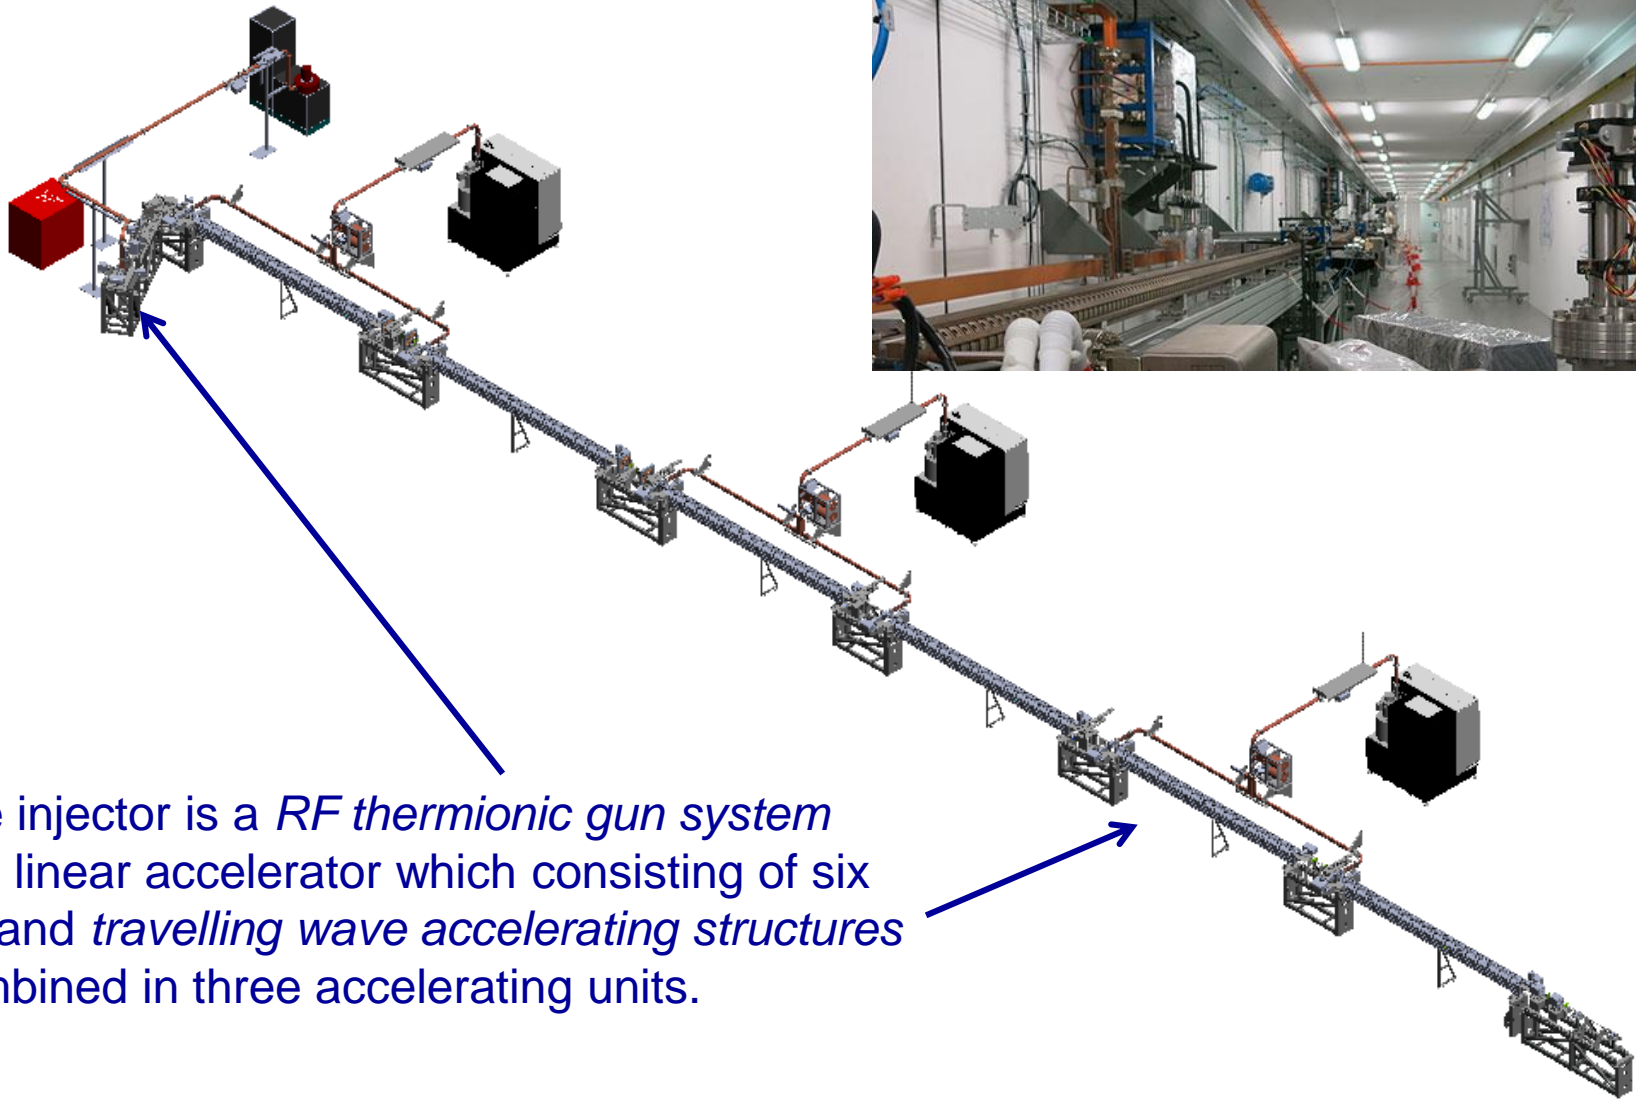 e injector is a RF thermionic gun system
linear accelerator which consisting of six
and travelling wave accelerating structures
mbined in three accelerating units.